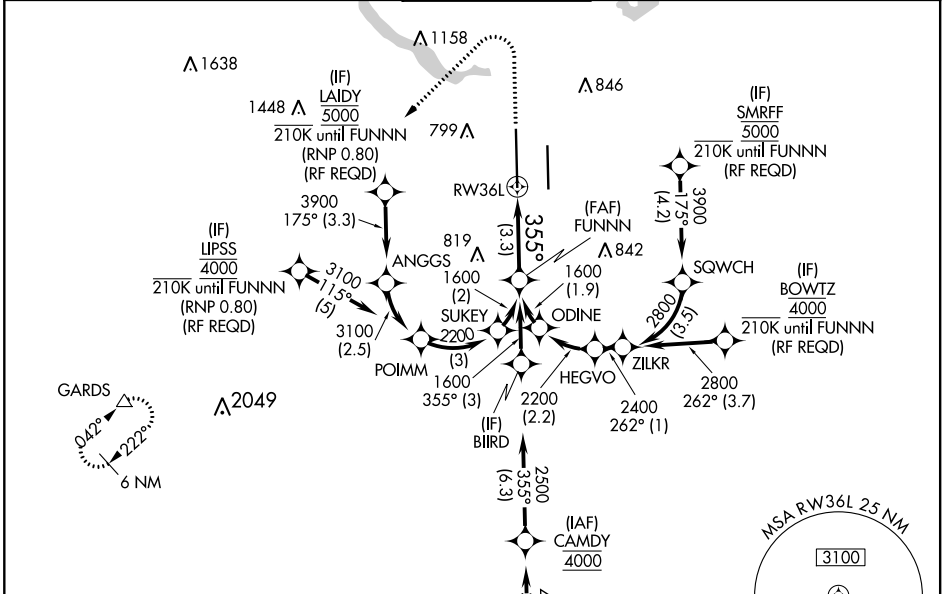 1158
1638
846
(IF)
LAIDY
5000
210K until FUNNN
(RNP 0.80)
(RF REQD)
1448
799
(IF)
SMRFF
5000
210K until FUNNN
(RF REQD)
RW36L
3900
175° (3.3)
355°
(3.3)
(FAF)
FUNNN
3900
175°
(4.2)
(IF)
LIPSS
4000
210K until FUNNN
(RNP 0.80)
(RF REQD)
819
842
ANGGS
1600
(2)
1600
(1.9)
SQWCH
3100
115°
(5)
(IF)
BOWTZ
4000
210K until FUNNN
(RF REQD)
SUKEY
ODINE
2800
(3.5)
3100
(2.5)
2200
(3)
POIMM
HEGVO
ZILKR
1600
355° (3)
2200
(2.2)
2400
262° (1)
2800
262° (3.7)
(IF)
BIIRD
GARDS
2049
042°
222°
6 NM
2500
355°
(6.3)
(IAF)
CAMDY
4000
MSA RW36L 25 NM
3100